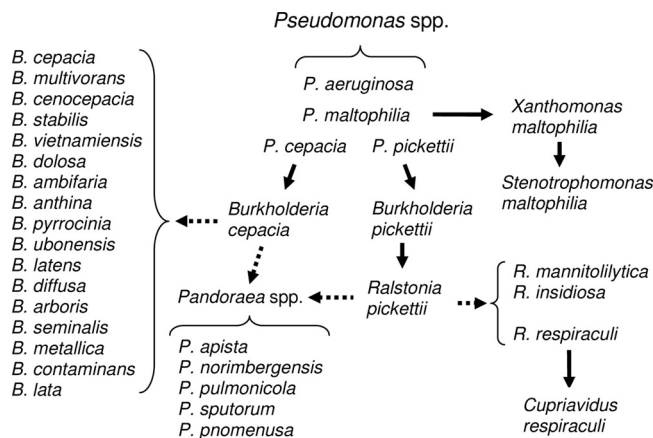 Pseudomonas spp.
P. aeruginosa
P. maltophilia
P. cepacia
P. pickettii
Xanthomonas
maltophilia
Stenotrophomonas
maltophilia
B. cepacia
B. multivorans
B. cenocepacia
B. stabilis
B. vietnamiensis
B. dolosa
B. ambifaria
B. anthina
B. pyrrocinia
B. ubonensis
B. latens
B. diffusa
B. arboris
B. seminalis
B. metallica
B. contaminans
B. lata
Burkholderia
cepacia
Burkholderia
pickettii
Pandoraea spp.
Ralstonia
pickettii
P. apista
P. norimbergensis
P. pulmonicola
P. sputorum
P. pnomenusa
R. mannitolilytica
R. insidiosa
R. respiraculi
Cupriavidus
respiraculi